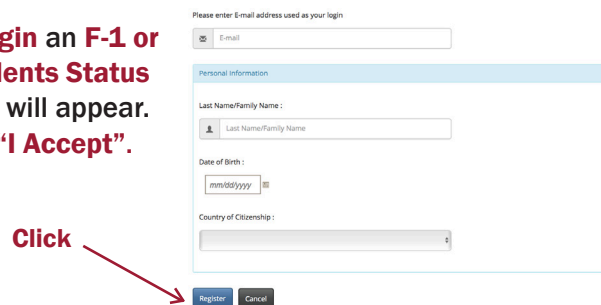 an F-1 or
Status
will appear.
"I Accept".
Click
Please enter E-mail address used as your login
E-mail
Personal Information
Last Name/Family Name :
Last Name/Family Name
Date of Birth :
mm/dd/yyyy
Country of Citizenship :
Register Cancel